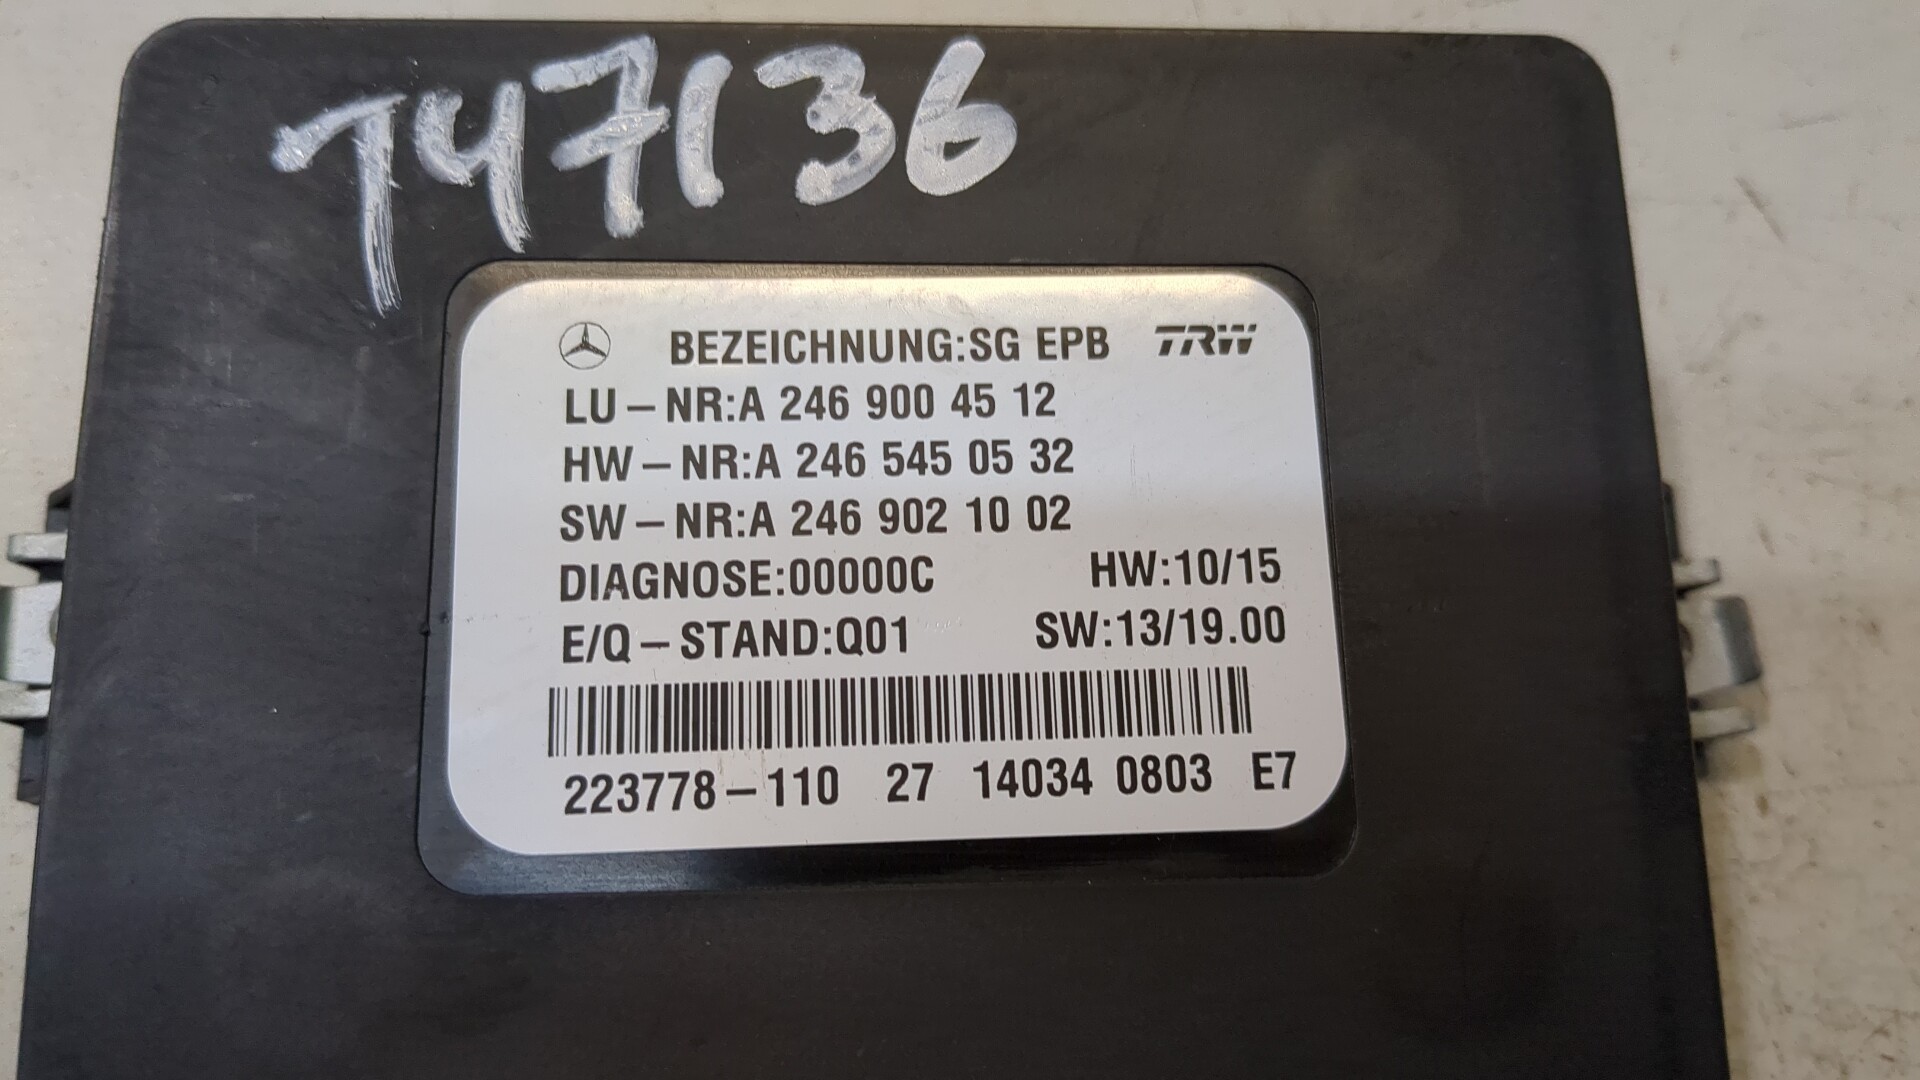 747136
BEZEICHNUNG:SG EPB TRW
LU-NR:A 246 900 45 12
HW-NR:A 246 545 05 32
SW-NR:A 246 902 10 02
DIAGNOSE:00000C HW:10/15
E/Q-STAND:Q01 SW:13/19.00
223778-110 27 14034 0803 E7